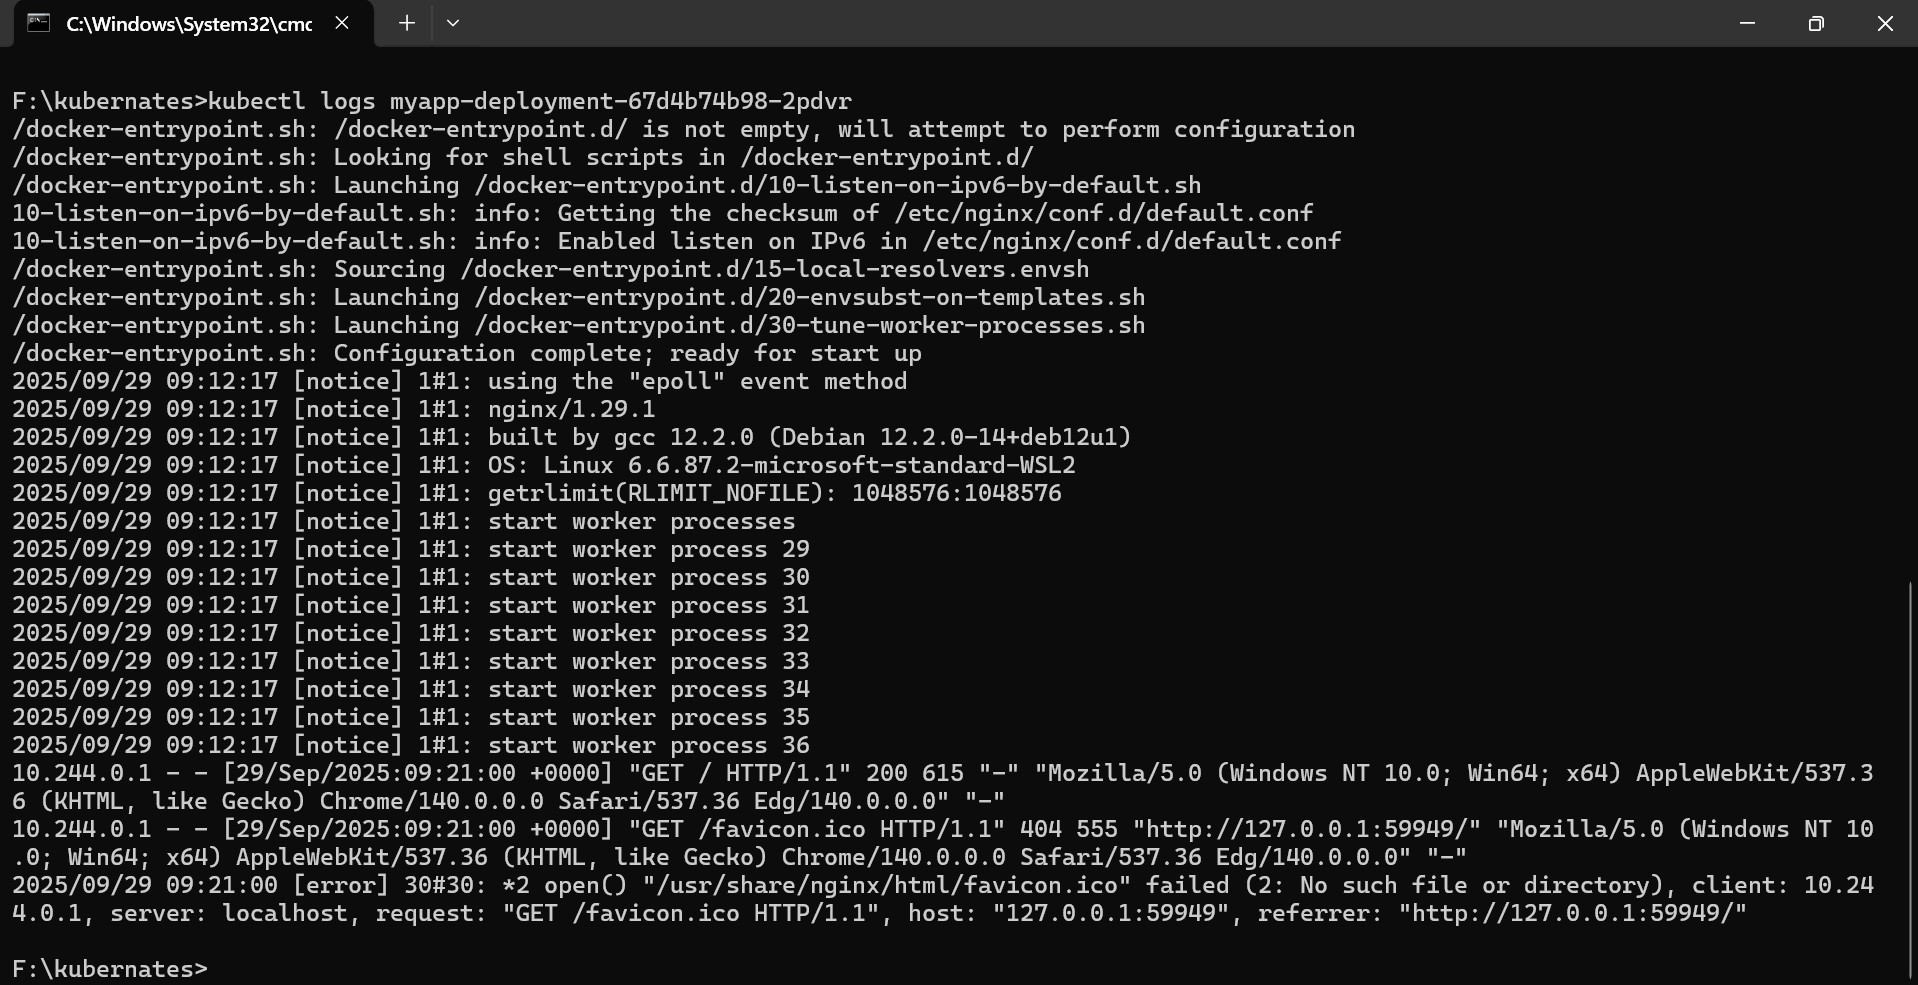 C:\Windows\System32\cmc
F:\kubernates>kubectl logs myapp-deployment-67d4b74b98-2pdvr
/docker-entrypoint.sh: /docker-entrypoint.d/ is not empty, will attempt to perform configuration
/docker-entrypoint.sh: Looking for shell scripts in /docker-entrypoint.d/
/docker-entrypoint.sh: Launching /docker-entrypoint.d/10-listen-on-ipv6-by-default.sh
10-listen-on-ipv6-by-default.sh: info: Getting the checksum of /etc/nginx/conf.d/default.conf
10-listen-on-ipv6-by-default.sh: info: Enabled listen on IPv6 in /etc/nginx/conf.d/default.conf
/docker-entrypoint.sh: Sourcing /docker-entrypoint.d/15-local-resolvers.envsh
/docker-entrypoint.sh: Launching /docker-entrypoint.d/20-envsubst-on-templates.sh
/docker-entrypoint.sh: Launching /docker-entrypoint.d/30-tune-worker-processes.sh
/docker-entrypoint.sh: Configuration complete; ready for start up
2025/09/29 09:12:17 [notice] 1#1: using the "epoll" event method
2025/09/29 09:12:17 [notice] 1#1: nginx/1.29.1
2025/09/29 09:12:17 [notice] 1#1: built by gcc 12.2.0 (Debian 12.2.0-14+deb12u1)
2025/09/29 09:12:17 [notice] 1#1: OS: Linux 6.6.87.2-microsoft-standard-WSL2
2025/09/29 09:12:17 [notice] 1#1: getrlimit(RLIMIT_NOFILE): 1048576:1048576
2025/09/29 09:12:17 [notice] 1#1: start worker processes
2025/09/29 09:12:17 [notice] 1#1: start worker process 29
2025/09/29 09:12:17 [notice] 1#1: start worker process 30
2025/09/29 09:12:17 [notice] 1#1: start worker process 31
2025/09/29 09:12:17 [notice] 1#1: start worker process 32
2025/09/29 09:12:17 [notice] 1#1: start worker process 33
2025/09/29 09:12:17 [notice] 1#1: start worker process 34
2025/09/29 09:12:17 [notice] 1#1: start worker process 35
2025/09/29 09:12:17 [notice] 1#1: start worker process 36
10.244.0.1 - - [29/Sep/2025:09:21:00 +0000] "GET / HTTP/1.1" 200 615 "-" "Mozilla/5.0 (Windows NT 10.0; Win64; x64) AppleWebKit/537.3
6 (KHTML, like Gecko) Chrome/140.0.0.0 Safari/537.36 Edg/140.0.0.0" "-"
10.244.0.1 - - [29/Sep/2025:09:21:00 +0000] "GET /favicon.ico HTTP/1.1" 404 555 "http://127.0.0.1:59949/" "Mozilla/5.0 (Windows NT 10
.0; Win64; x64) AppleWebKit/537.36 (KHTML, like Gecko) Chrome/140.0.0.0 Safari/537.36 Edg/140.0.0.0" "-"
2025/09/29 09:21:00 [error] 30#30: *2 open() "/usr/share/nginx/html/favicon.ico" failed (2: No such file or directory), client: 10.24
4.0.1, server: localhost, request: "GET /favicon.ico HTTP/1.1", host: "127.0.0.1:59949", referrer: "http://127.0.0.1:59949/"
F:\kubernates>